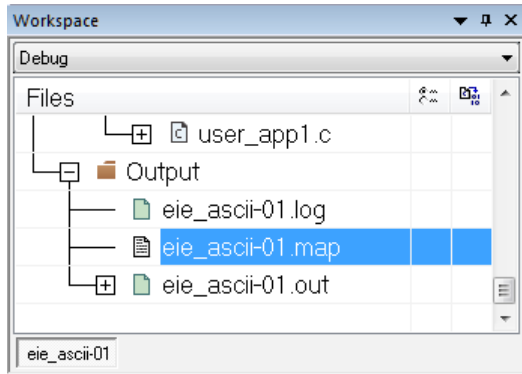 Workspace
Debug
Files
user_app1.c
Output
eie_ascii-01.log
eie_ascii-01.map
eie_ascii-01.out
eie_ascii-01